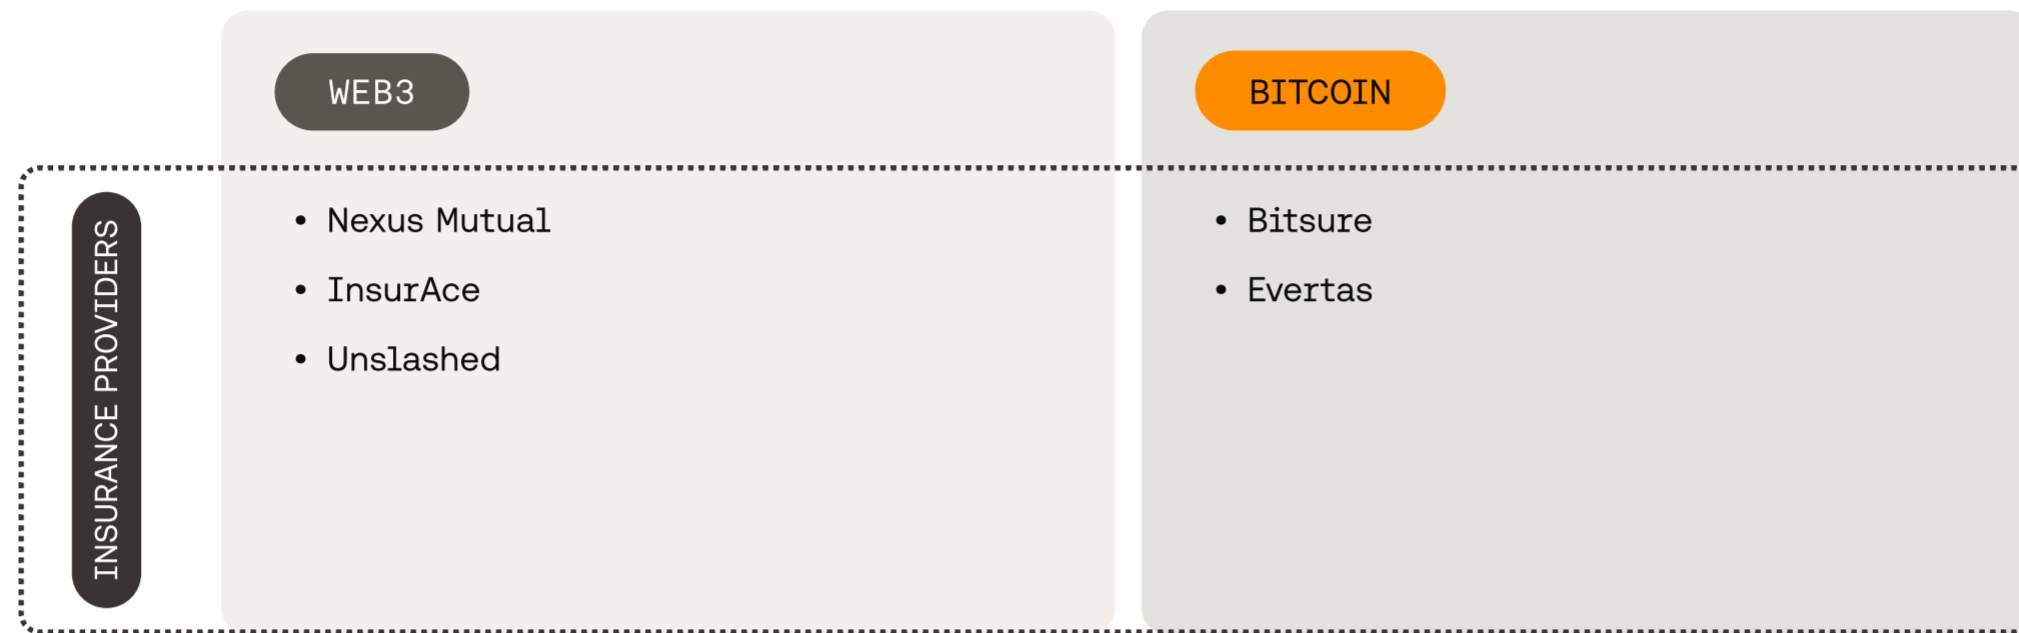 WEB3
BITCOIN
INSURANCE PROVIDERS
• Nexus Mutual
• InsurAce
• Unslashed
• Bitsure
• Evertas